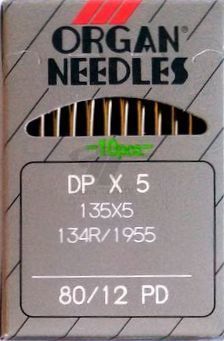 ORGAN®
NEEDLES
10pcs
DP X 5
135X5
134R/1955
80/12 PD